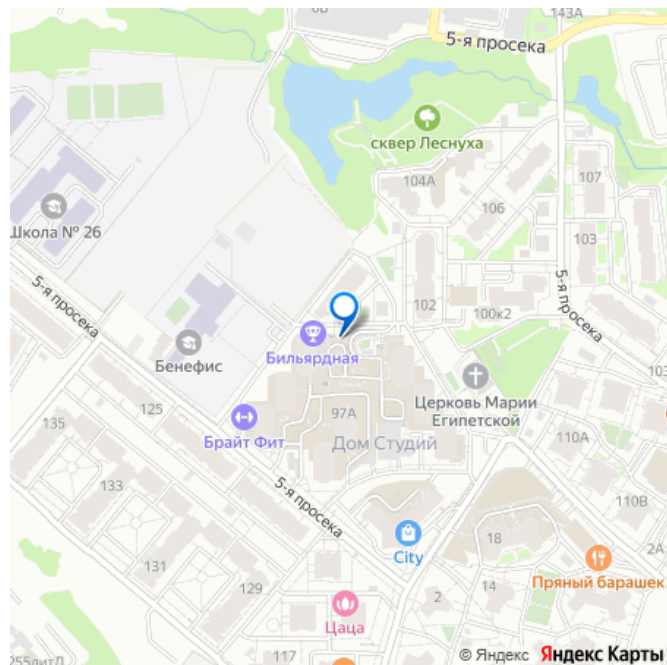 6В
143А
5-я просека
сквер Леснуха
104А
107
106
103
Школа № 26
5-я просека
5-я просека
102
100к2
Бильярдная
Бенефис
Церковь Марии
Египетской
103
135
125
97А
Брайт Фит
Дом Студий
110А
133
5-я просека
110В
18
2А
City
131
Пряный барашек
129
14
2
Цаца
117
© Яндекс Яндекс Карты